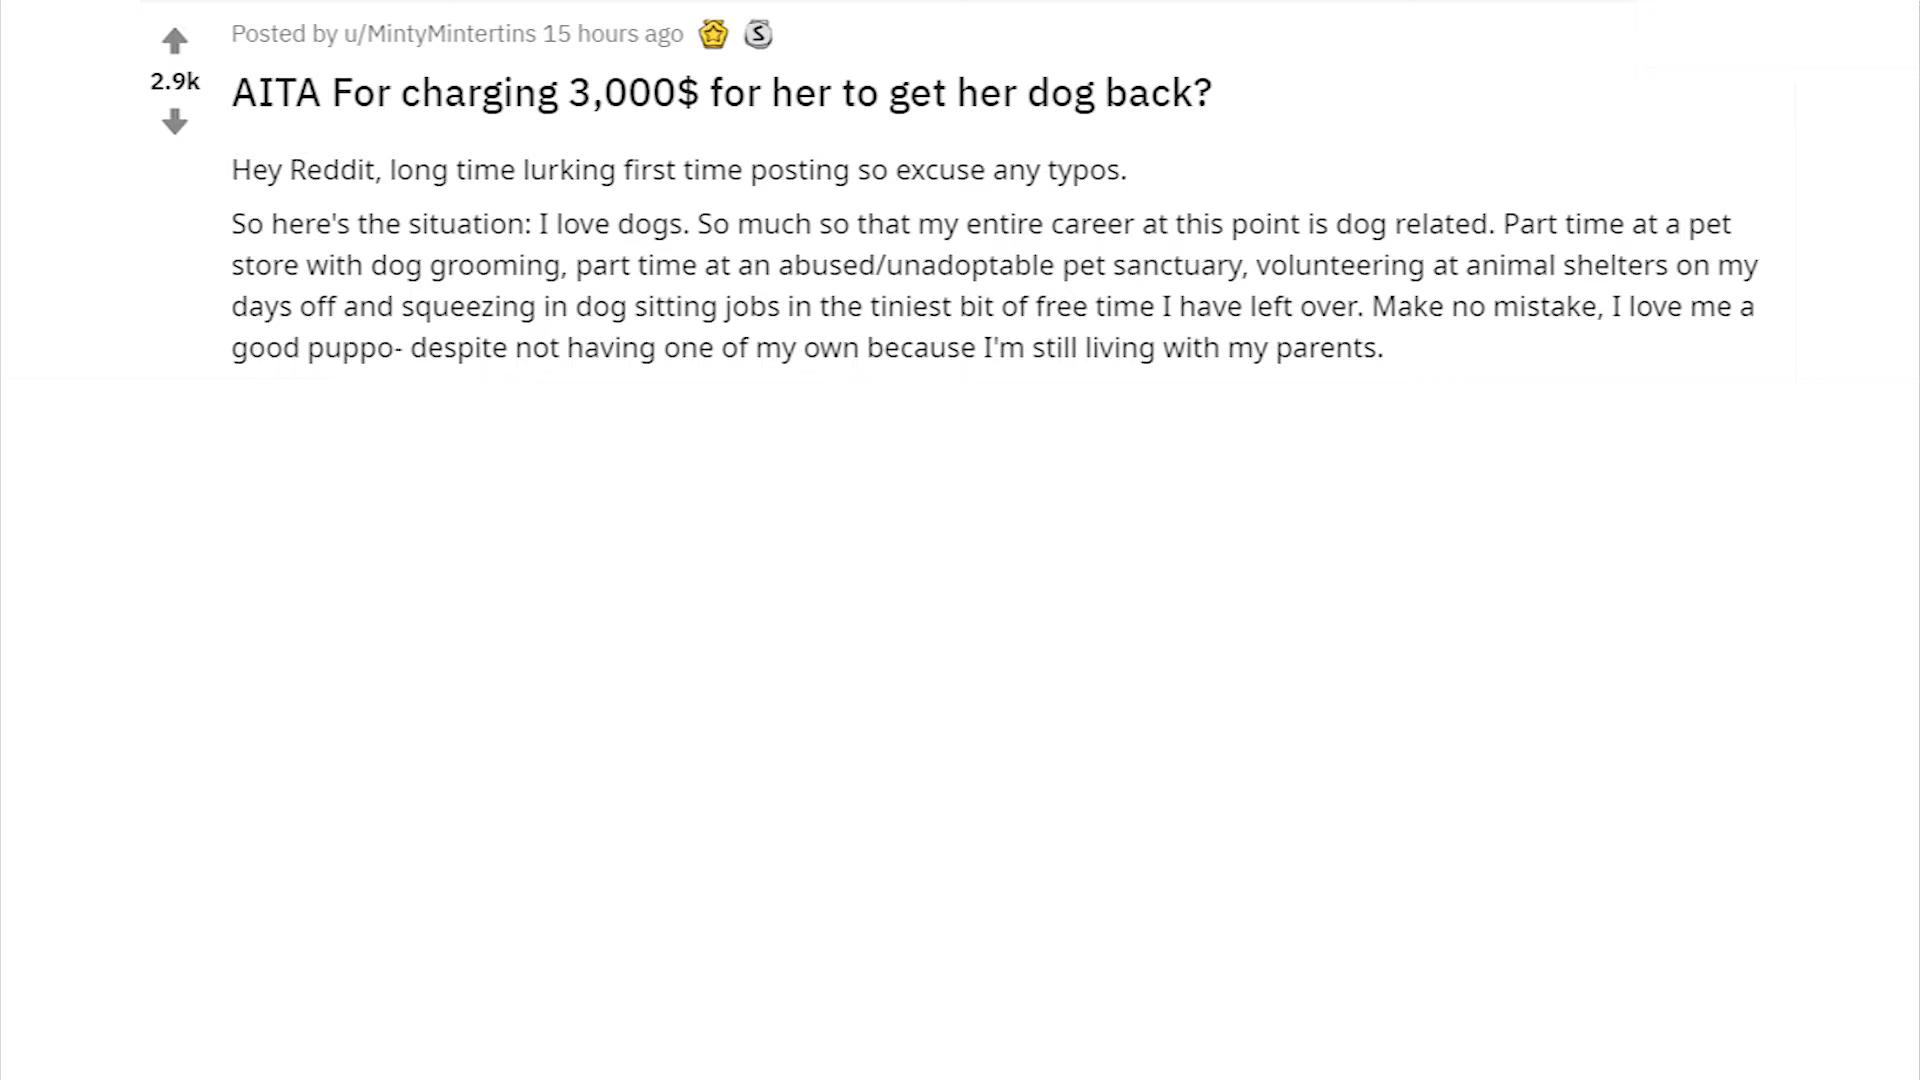 Posted by u/MintyMintertins 15 hours ago
2.9k
AITA For charging 3,000$ for her to get her dog back?
Hey Reddit, long time lurking first time posting so excuse any typos.
So here's the situation: I love dogs. So much so that my entire career at this point is dog related. Part time at a pet
store with dog grooming, part time at an abused/unadoptable pet sanctuary, volunteering at animal shelters on my
days off and squeezing in dog sitting jobs in the tiniest bit of free time I have left over. Make no mistake, I love me a
good puppo- despite not having one of my own because I'm still living with my parents.